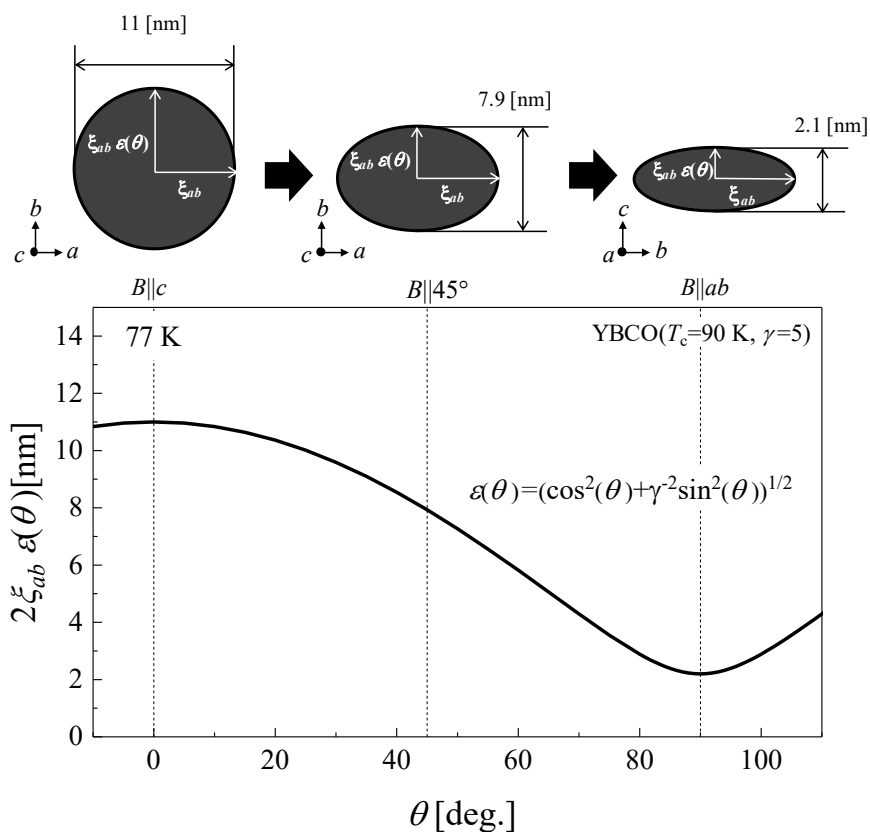 11 [nm]
7.9 [nm]
2.1 [nm]
ξab ε(θ)
ξab
ξab ε(θ)
ξab
ξab ε(θ)
ξab
b
c a
b
c a
c
a b
B||c
B||45°
B||ab
77 K
YBCO(Tc=90 K, γ=5)
ε(θ)=(cos²(θ)+γ⁻²sin²(θ))¹/²
2ξab ε(θ)[nm]
14
12
10
8
6
4
2
0
0 20 40 60 80 100
θ [deg.]